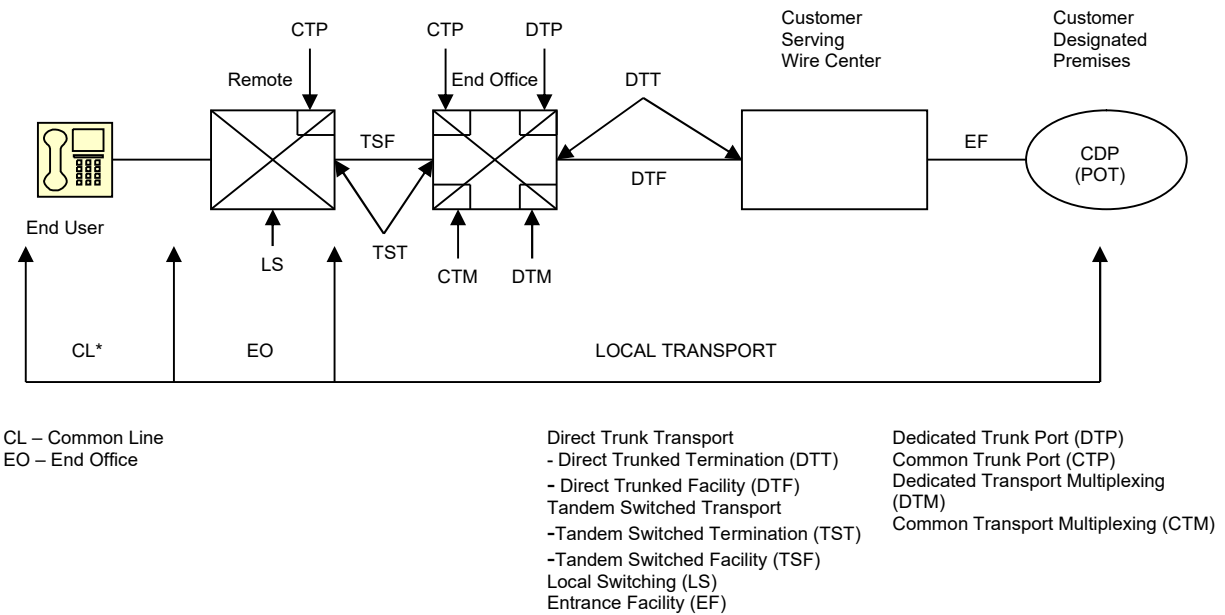 CTP
CTP
DTP
Customer
Serving
Wire Center
Customer
Designated
Premises
Remote
End Office
DTT
TSF
DTF
EF
CDP
(POT)
End User
LS
TST
CTM
DTM
CL*
EO
LOCAL TRANSPORT
CL – Common Line
EO – End Office
Direct Trunk Transport
- Direct Trunked Termination (DTT)
- Direct Trunked Facility (DTF)
Tandem Switched Transport
-Tandem Switched Termination (TST)
-Tandem Switched Facility (TSF)
Local Switching (LS)
Entrance Facility (EF)
Dedicated Trunk Port (DTP)
Common Trunk Port (CTP)
Dedicated Transport Multiplexing
(DTM)
Common Transport Multiplexing (CTM)